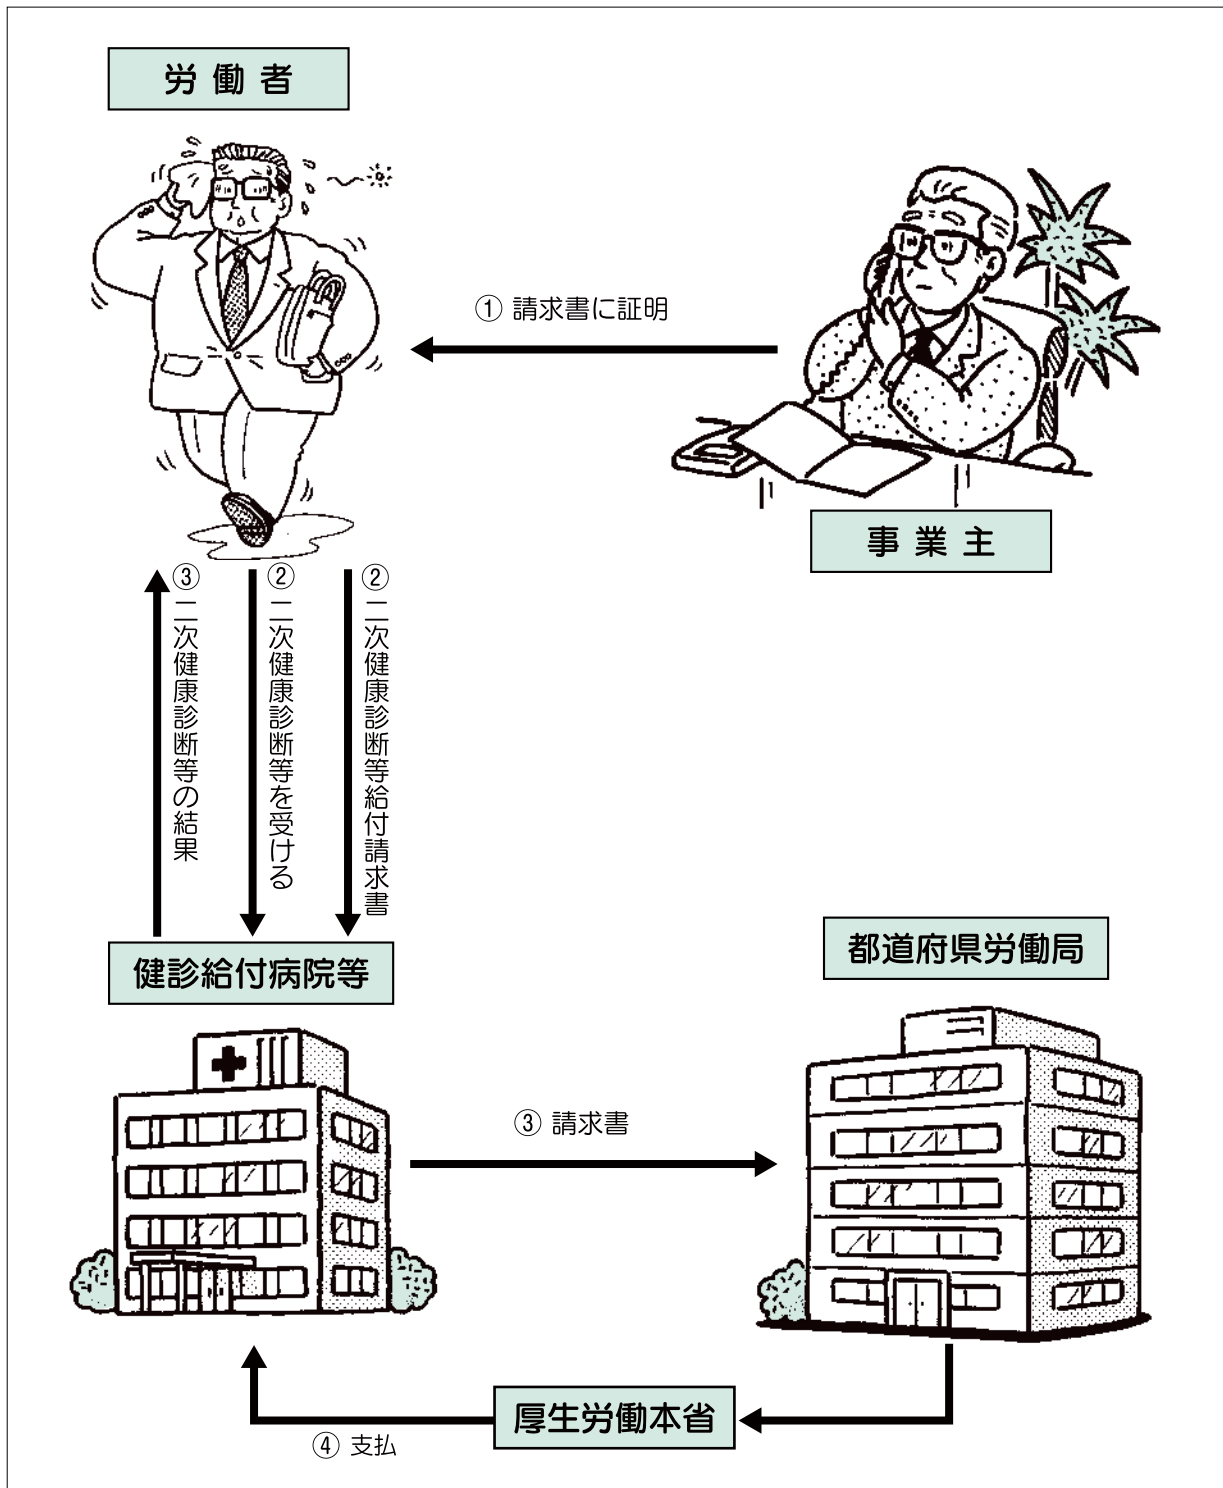 労働者
① 請求書に証明
事業主
③二次健康診断等の結果
②二次健康診断等を受ける
②二次健康診断等給付請求書
健診給付病院等
都道府県労働局
③ 請求書
厚生労働本省
④ 支払